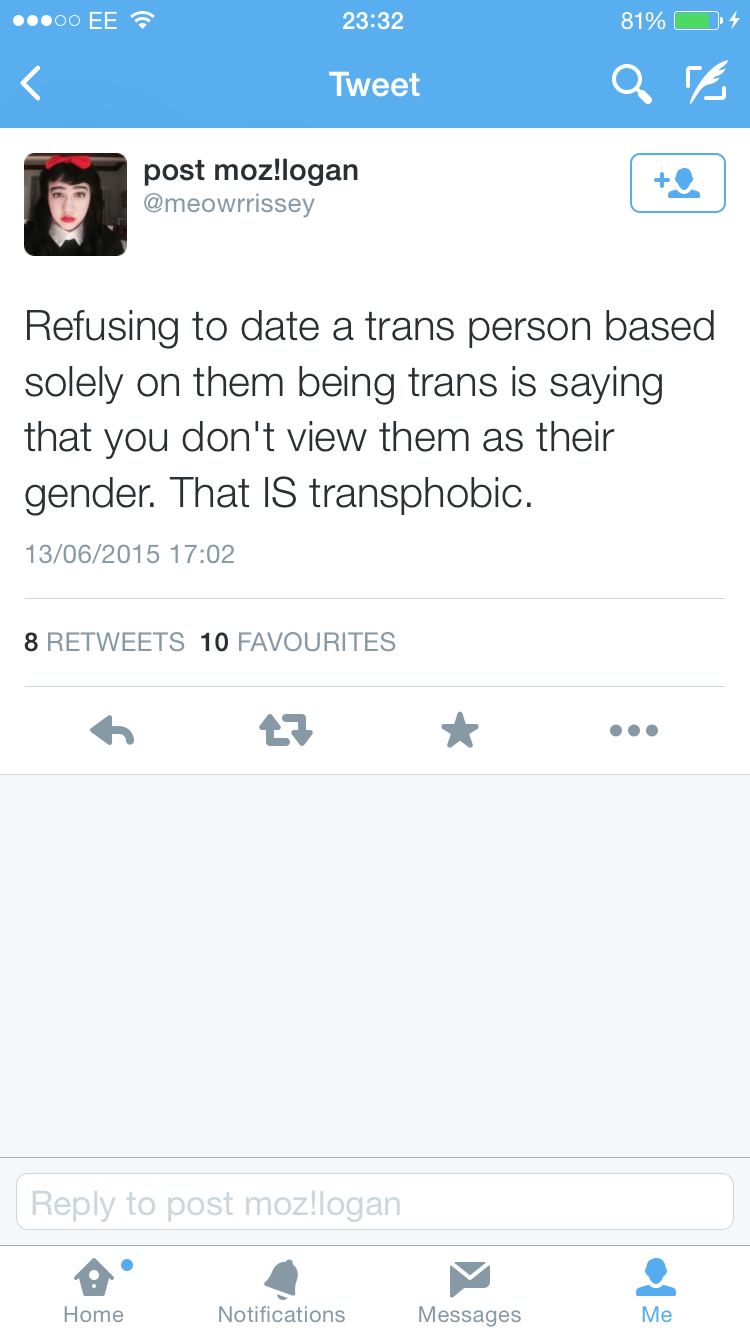 EE 23:32 81%
Tweet
post moz!logan
@meowrrissey
Refusing to date a trans person based
solely on them being trans is saying
that you don't view them as their
gender. That IS transphobic.
13/06/2015 17:02
8 RETWEETS 10 FAVOURITES
Reply to post moz!logan
Home Notifications Messages Me